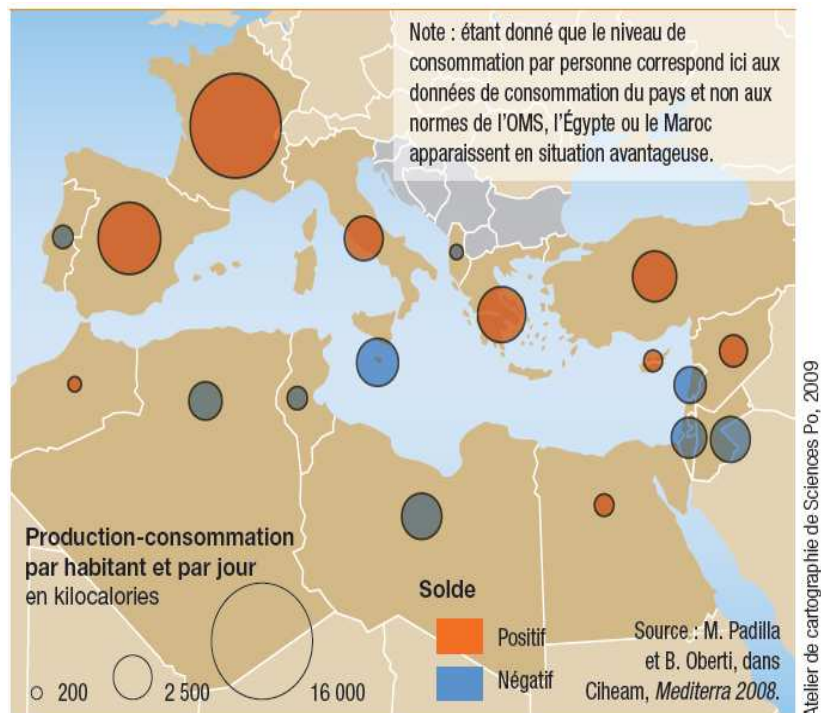 Note : étant donné que le niveau de
consommation par personne correspond ici aux
données de consommation du pays et non aux
normes de l'OMS, l'Égypte ou le Maroc
apparaissent en situation avantageuse.
Production-consommation
par habitant et par jour
en kilocalories
200
2 500
16 000
Solde
Positif
Négatif
Source : M. Padilla
et B. Oberti, dans
Ciheam, Mediterra 2008.
Atelier de cartographie de Sciences Po, 2009